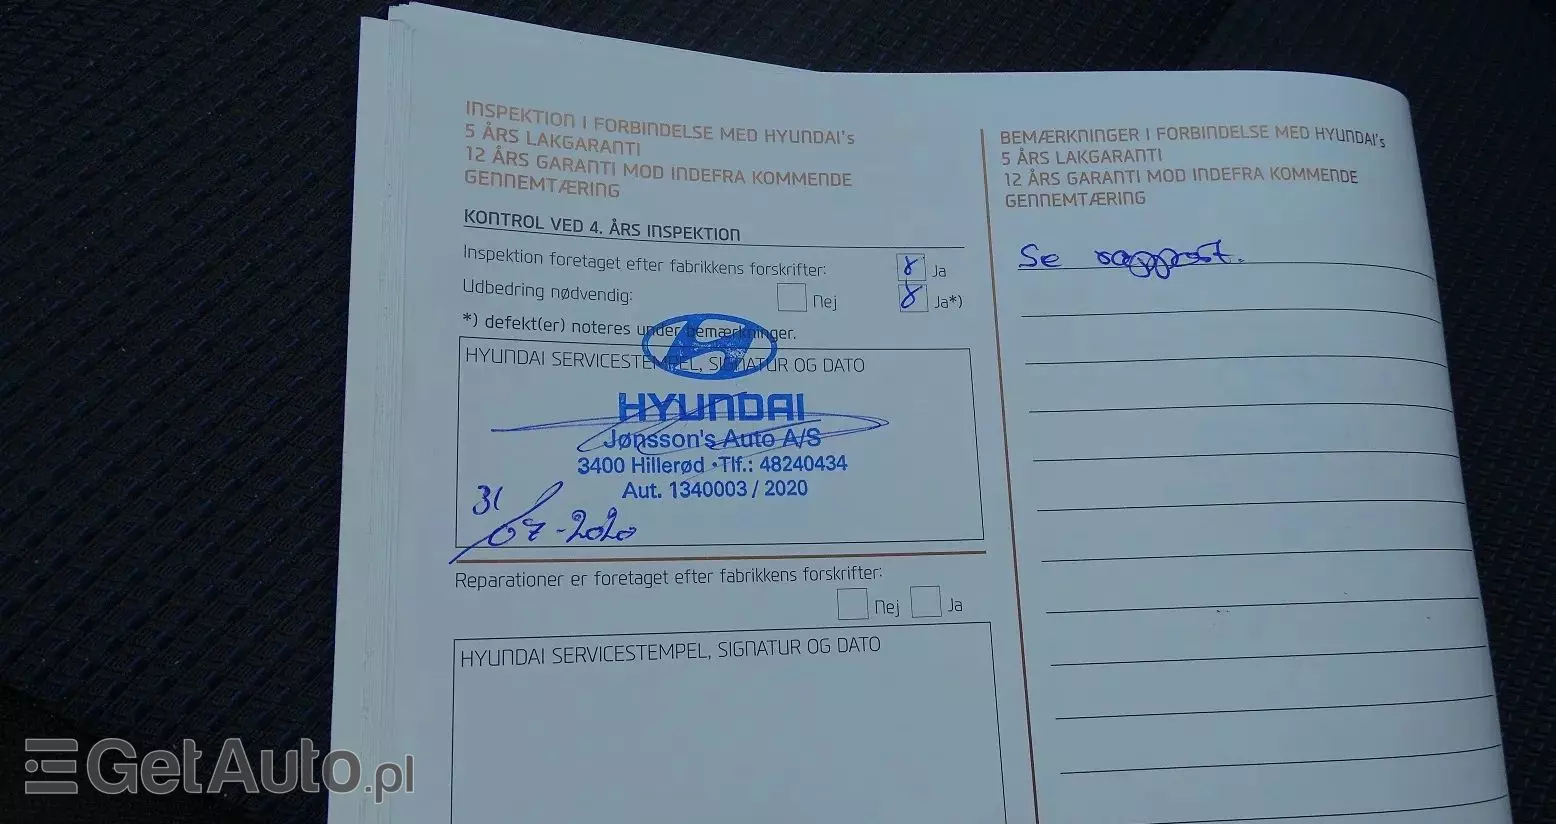 INSPEKTION I FORBINDELSE MED HYUNDAI's
5 ÅRS LAKGARANTI
12 ÅRS GARANTI MOD INDEFRA KOMMENDE
GENNEMTÆRING
KONTROL VED 4. ÅRS INSPEKTION
Inspektion foretaget efter fabrikkens forskrifter: Ja
Udbedring nødvendig: Nej Ja*)
*) defekt(er) noteres under bemærkninger.
HYUNDAI SERVICESTEMPEL, SIGNATUR OG DATO
HYUNDAI
Jønsson's Auto A/S
3400 Hillerød • Tlf.: 48240434
Aut. 1340003 / 2020
31/07-2020
Reparationer er foretaget efter fabrikkens forskrifter:
Nej Ja
HYUNDAI SERVICESTEMPEL, SIGNATUR OG DATO
BEMÆRKNINGER I FORBINDELSE MED HYUNDAI's
5 ÅRS LAKGARANTI
12 ÅRS GARANTI MOD INDEFRA KOMMENDE
GENNEMTÆRING
Se rapport.
GetAuto.pl